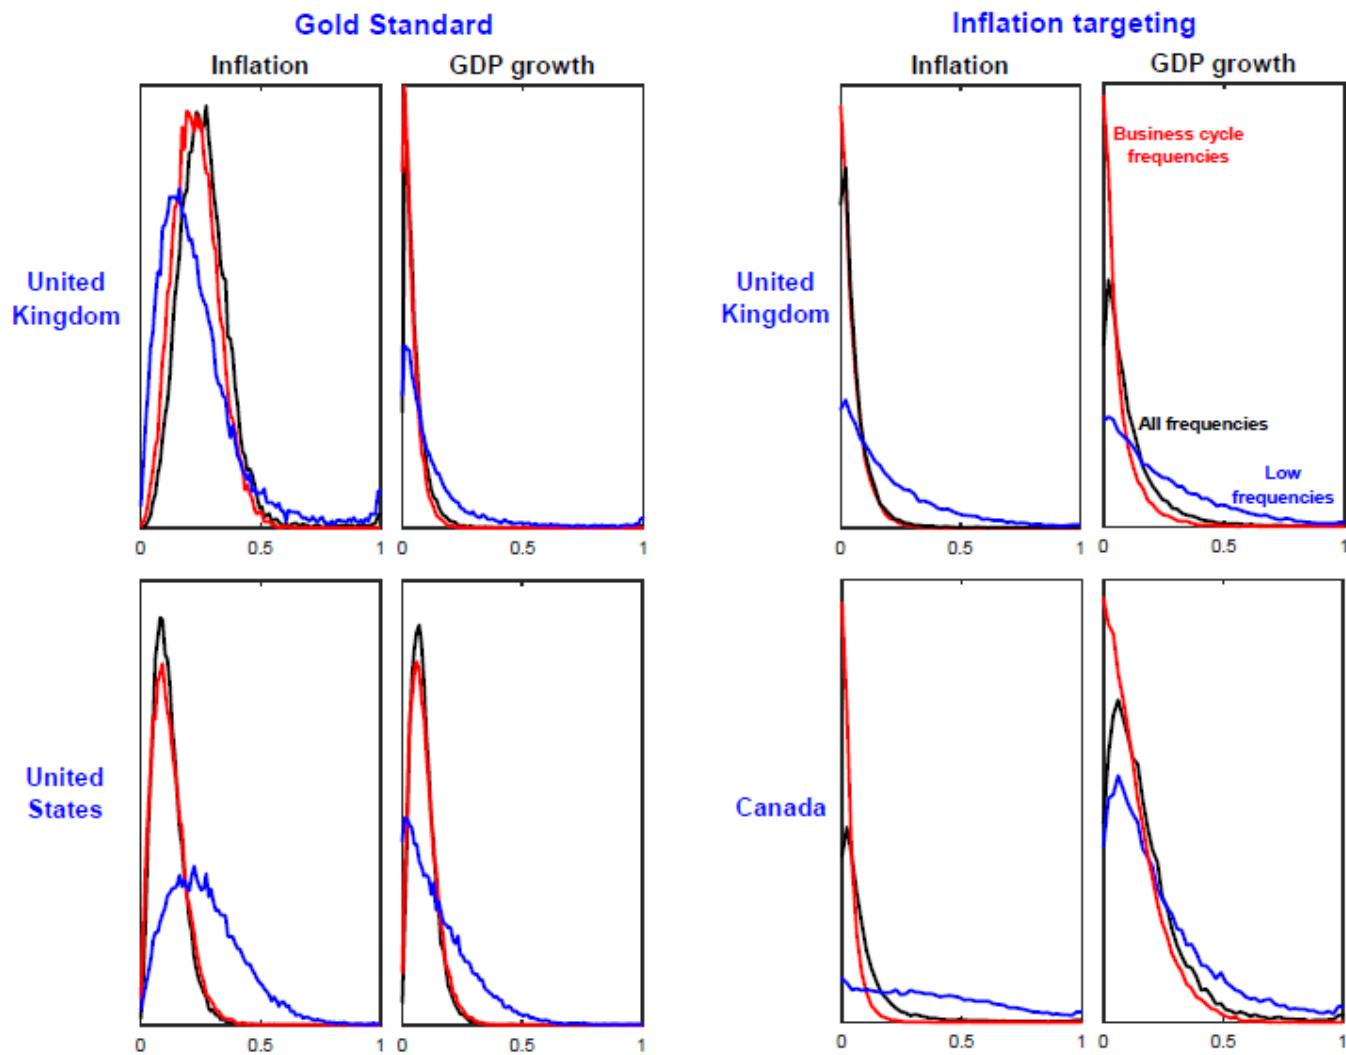 Gold Standard
Inflation targeting
Inflation
GDP growth
Inflation
GDP growth
United
Kingdom
0
0.5
1
0
0.5
1
United
Kingdom
0
0.5
1
Business cycle
frequencies
All frequencies
Low
frequencies
0
0.5
1
United
States
0
0.5
1
0
0.5
1
Canada
0
0.5
1
0
0.5
1